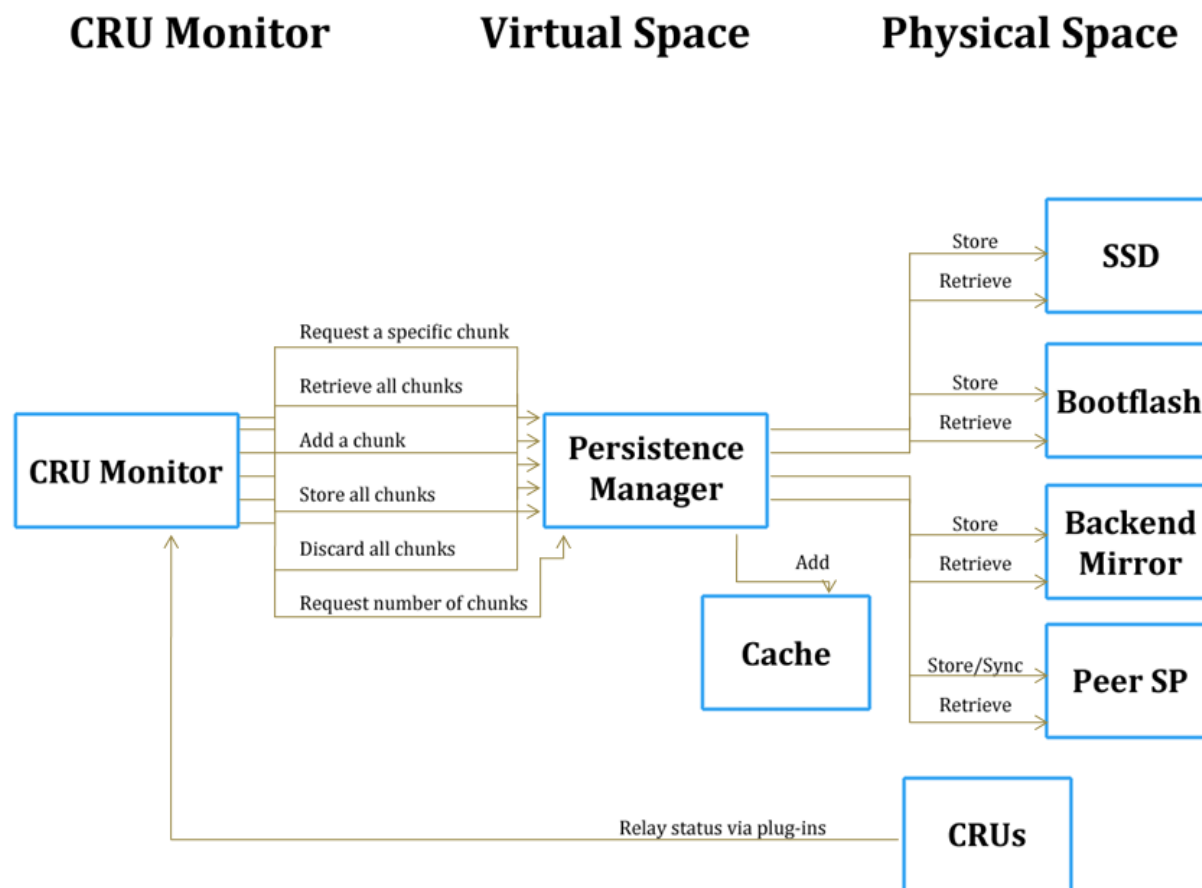 CRU Monitor
Virtual Space
Physical Space
SSD
Store
Retrieve
Bootflash
Store
Retrieve
Request a specific chunk
Retrieve all chunks
Add a chunk
Store all chunks
Discard all chunks
Request number of chunks
CRU Monitor
Persistence
Manager
Backend
Mirror
Store
Retrieve
Add
Cache
Store/Sync
Retrieve
Peer SP
Relay status via plug-ins
CRUs